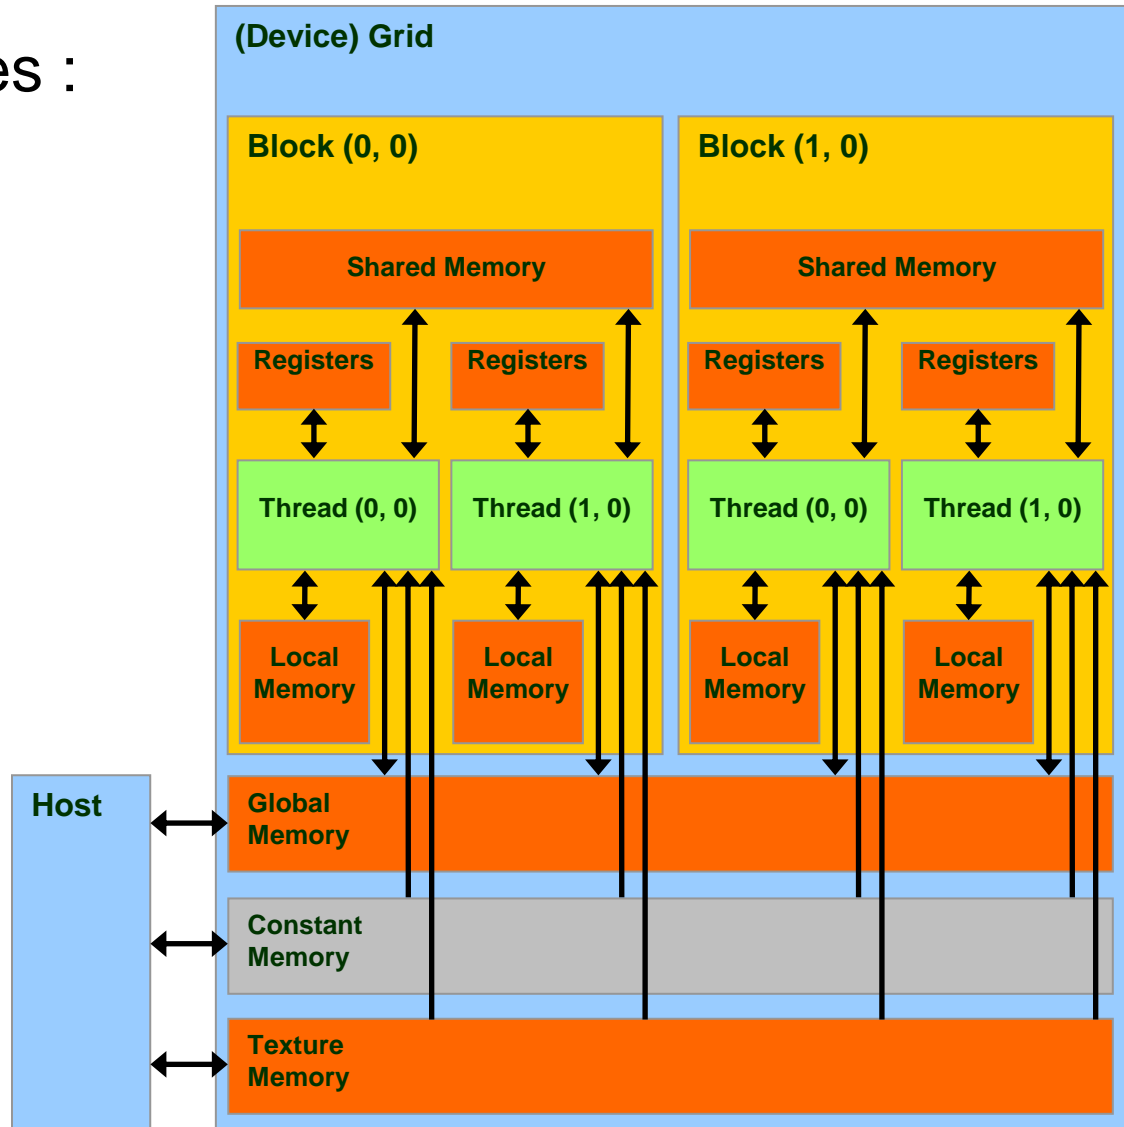 es :
(Device) Grid
Block (0, 0)
Shared Memory
Registers
Registers
Thread (0, 0)
Thread (1, 0)
Local
Memory
Local
Memory
Block (1, 0)
Shared Memory
Registers
Registers
Thread (0, 0)
Thread (1, 0)
Local
Memory
Local
Memory
Host
Global
Memory
Constant
Memory
Texture
Memory